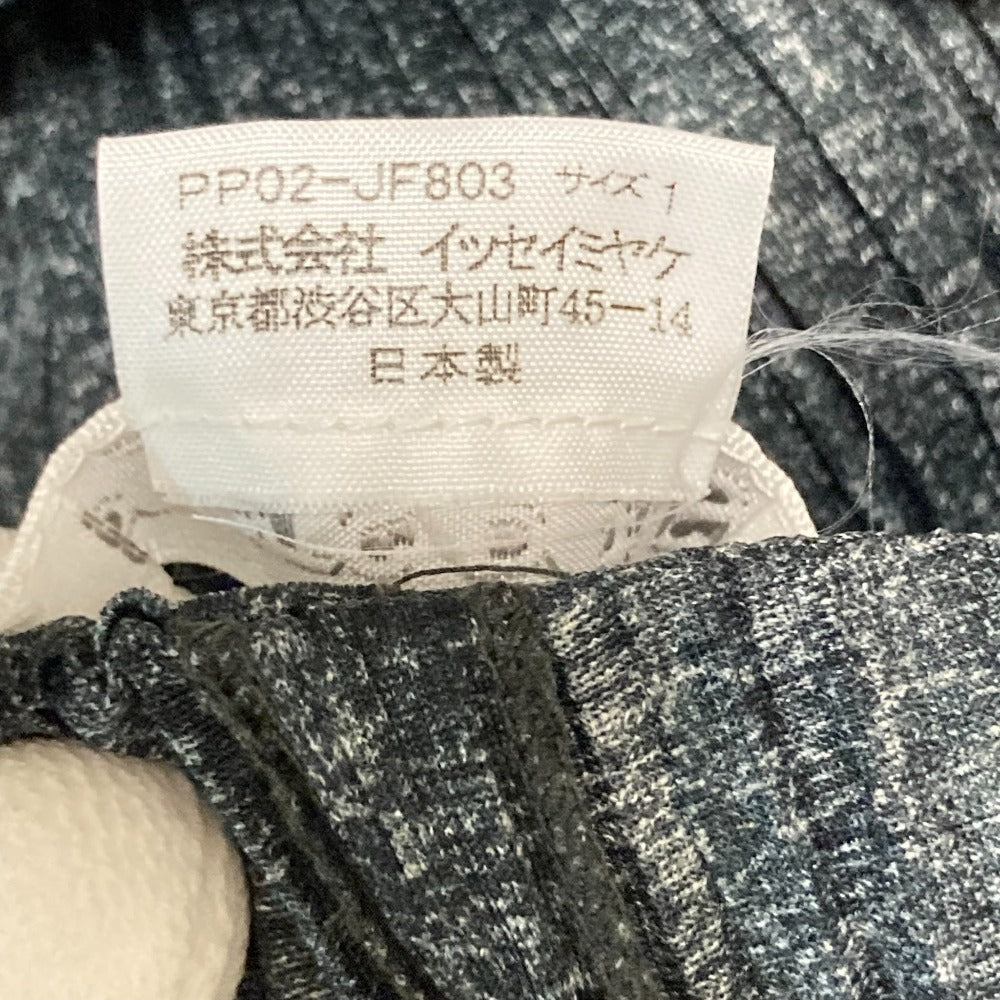 PP02-JF803 サイズ 1
株式会社 イッセイミヤケ
東京都渋谷区大山町45-14
日本製